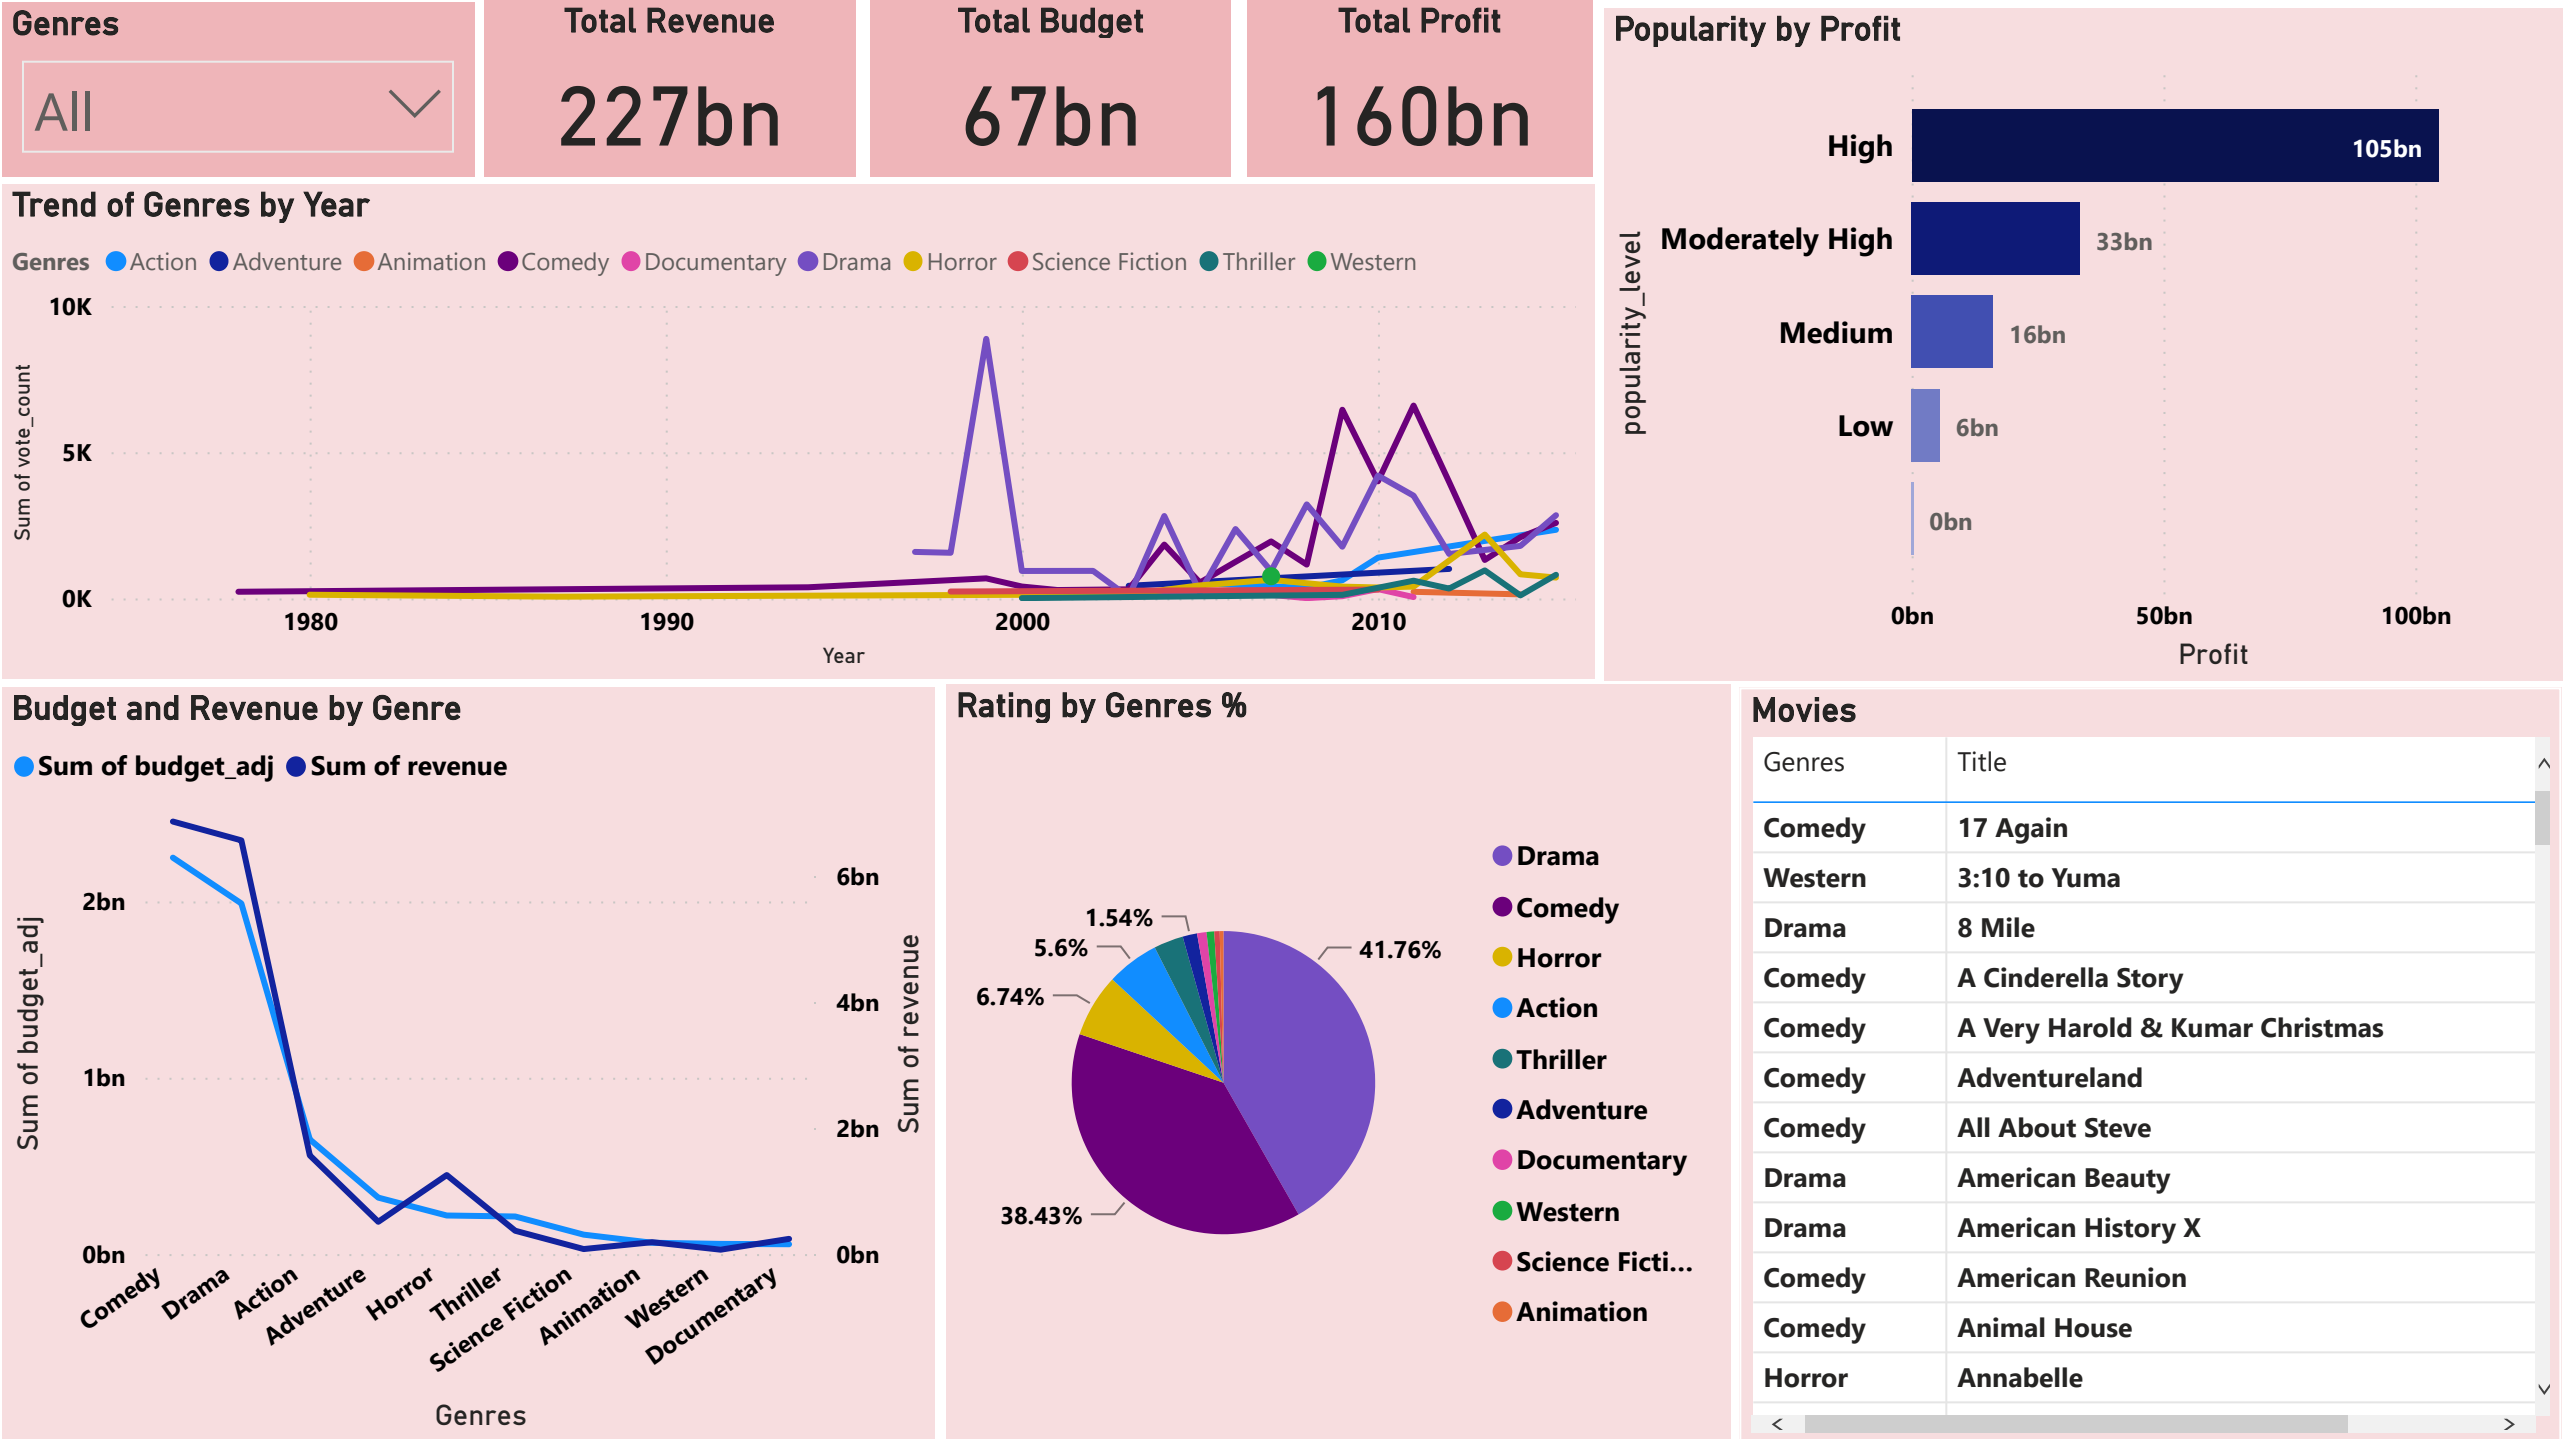 Genres
All
Total Revenue
227bn
Total Budget
67bn
Total Profit
160bn
Popularity by Profit
popularity_level
High
105bn
Moderately High
33bn
Medium
16bn
Low
6bn
0bn
0bn 50bn 100bn
Profit
Trend of Genres by Year
Genres Action Adventure Animation Comedy Documentary Drama Horror Science Fiction Thriller Western
Sum of vote_count
10K
5K
0K
1980 1990 2000 2010
Year
Budget and Revenue by Genre
Sum of budget_adj Sum of revenue
Sum of budget_adj
2bn
1bn
0bn
6bn
4bn
2bn
0bn
Sum of revenue
Comedy
Drama
Action
Adventure
Horror
Thriller
Science Fiction
Animation
Western
Documentary
Genres
Rating by Genres %
1.54%
5.6%
6.74%
38.43%
41.76%
Drama
Comedy
Horror
Action
Thriller
Adventure
Documentary
Western
Science Ficti...
Animation
Movies
Genres Title
Comedy 17 Again
Western 3:10 to Yuma
Drama 8 Mile
Comedy A Cinderella Story
Comedy A Very Harold & Kumar Christmas
Comedy Adventureland
Comedy All About Steve
Drama American Beauty
Drama American History X
Comedy American Reunion
Comedy Animal House
Horror Annabelle